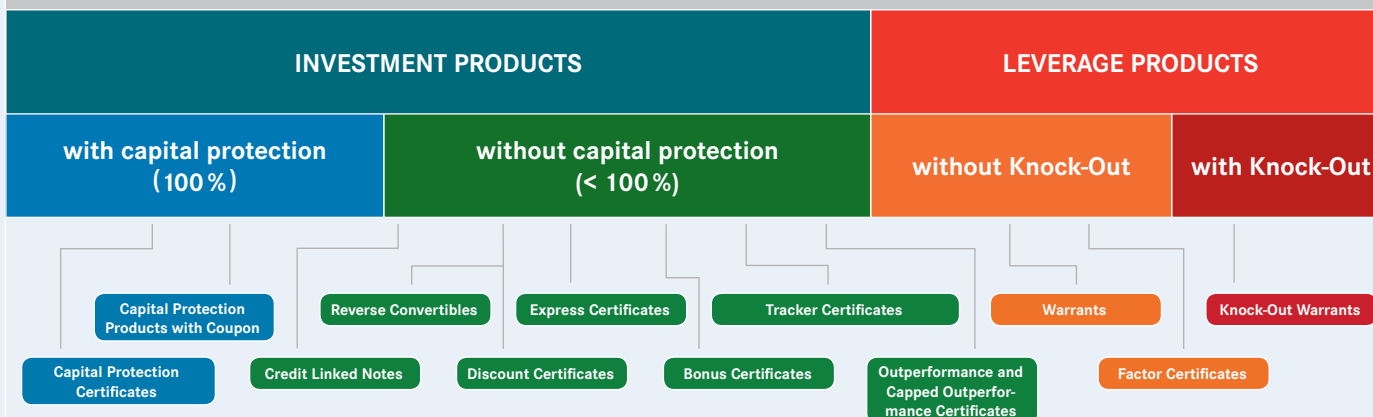 INVESTMENT PRODUCTS
LEVERAGE PRODUCTS
with capital protection
(100 %)
without capital protection
(< 100 %)
without Knock-Out
with Knock-Out
Capital Protection
Products with Coupon
Reverse Convertibles
Express Certificates
Tracker Certificates
Warrants
Knock-Out Warrants
Capital Protection
Certificates
Credit Linked Notes
Discount Certificates
Bonus Certificates
Outperformance and
Capped Outperfor-
mance Certificates
Factor Certificates